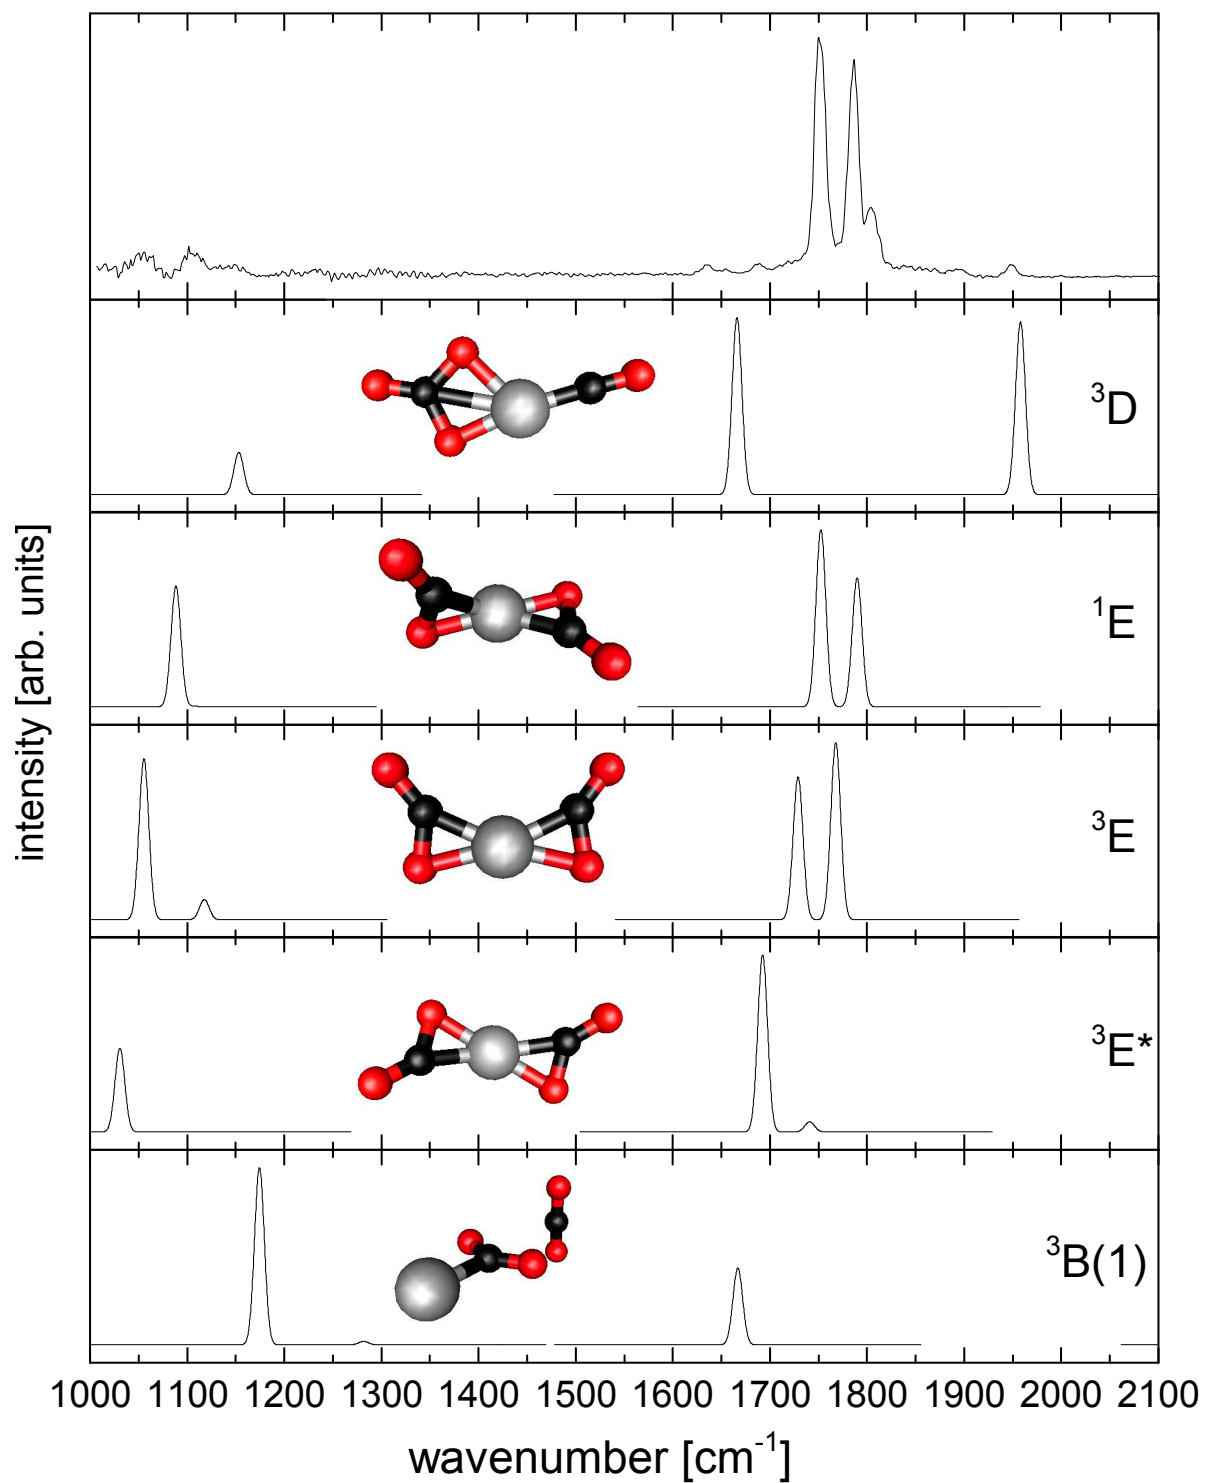 intensity [arb. units]
³D
¹E
³E
³E*
³B(1)
1000 1100 1200 1300 1400 1500 1600 1700 1800 1900 2000 2100
wavenumber [cm⁻¹]